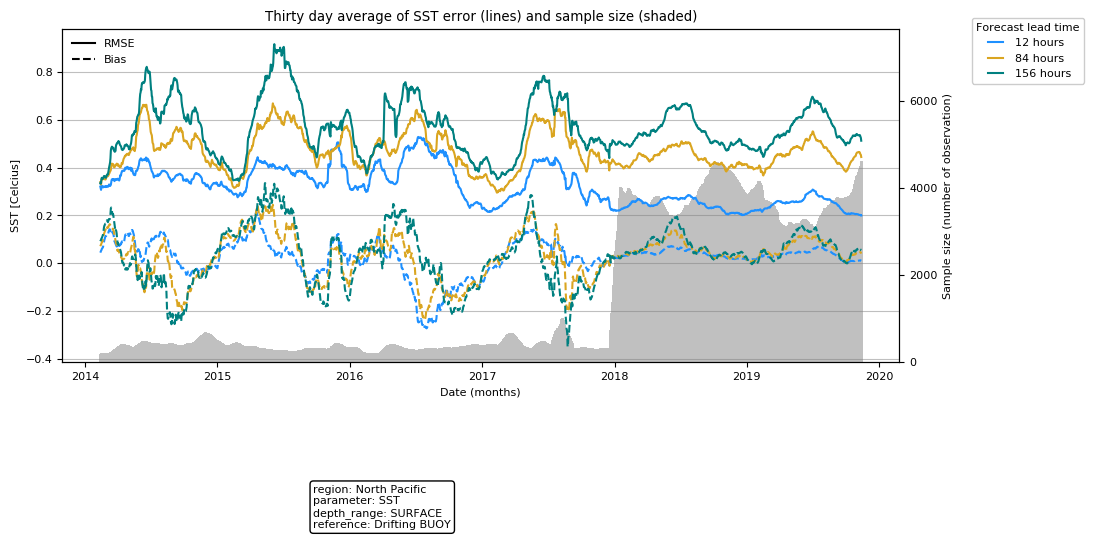 Thirty day average of SST error (lines) and sample size (shaded)
Forecast lead time
12 hours
84 hours
156 hours
RMSE
Bias
SST [Celcius]
0.8
0.6
0.4
0.2
0.0
−0.2
−0.4
6000
4000
2000
0
Sample size (number of observation)
2014 2015 2016 2017 2018 2019 2020
Date (months)
region: North Pacific
parameter: SST
depth_range: SURFACE
reference: Drifting BUOY